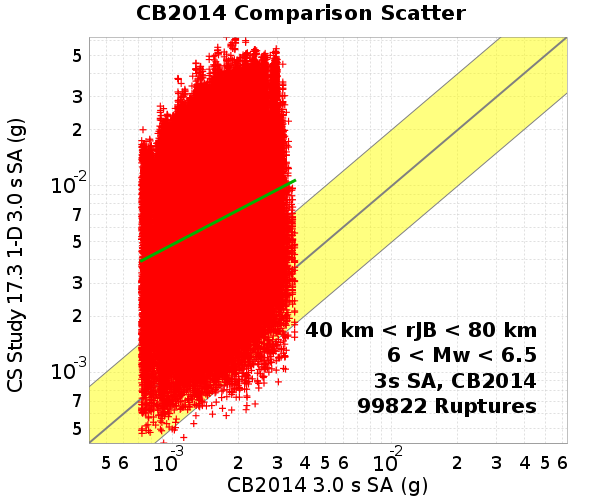 CB2014 Comparison Scatter
CS Study 17.3 1-D 3.0 s SA (g)
5
3
2
10-2
7
5
3
2
10-3
7
5
40 km < rJB < 80 km
6 < Mw < 6.5
3s SA, CB2014
99822 Ruptures
5 6 10-3 2 3 4 5 6 10-2 2 3 4 5 6
CB2014 3.0 s SA (g)